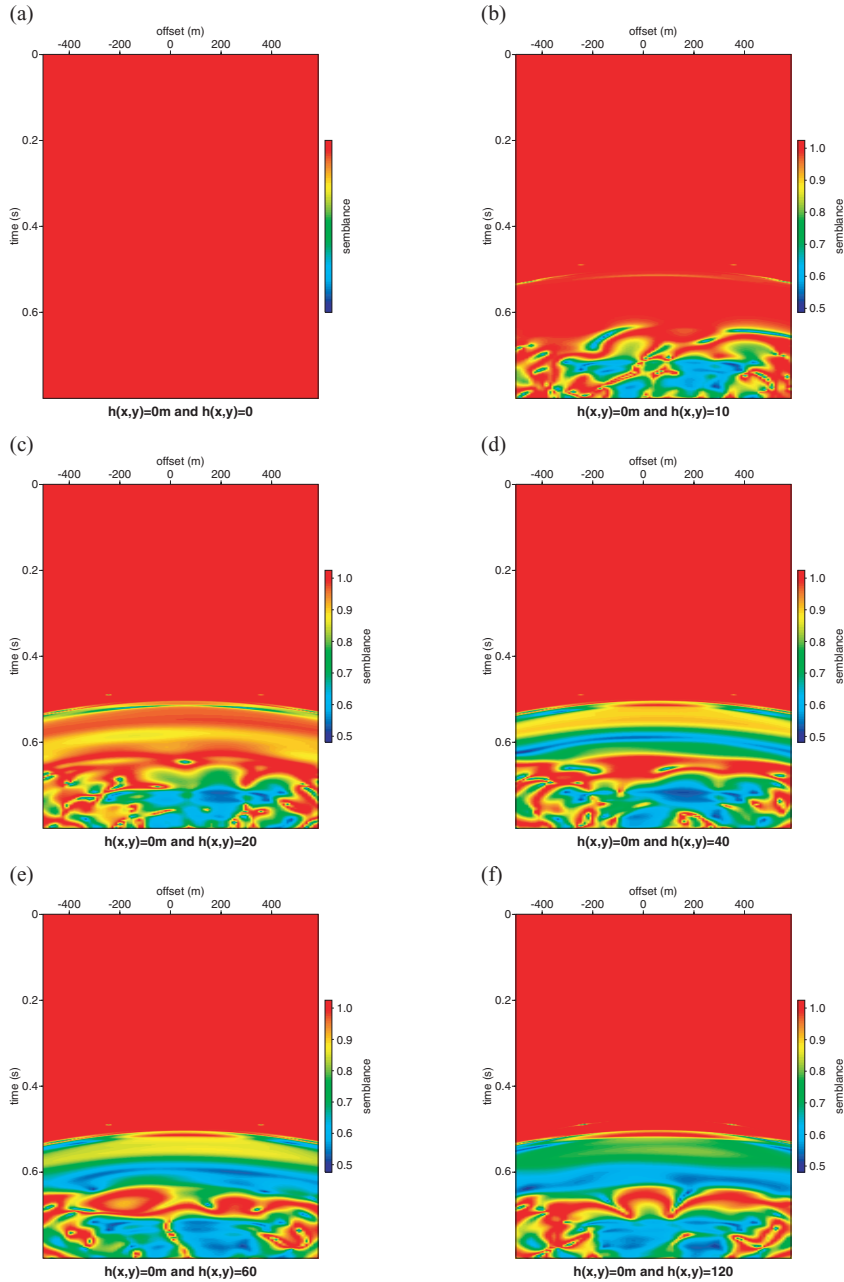 (a)
offset (m)
-400 -200 0 200 400
0
0.2
0.4
0.6
time (s)
semblance
h(x,y)=0m and h(x,y)=0
(b)
offset (m)
-400 -200 0 200 400
0
0.2
0.4
0.6
time (s)
1.0
0.9
0.8
0.7
0.6
0.5
semblance
h(x,y)=0m and h(x,y)=10
(c)
offset (m)
-400 -200 0 200 400
0
0.2
0.4
0.6
time (s)
1.0
0.9
0.8
0.7
0.6
0.5
semblance
h(x,y)=0m and h(x,y)=20
(d)
offset (m)
-400 -200 0 200 400
0
0.2
0.4
0.6
time (s)
1.0
0.9
0.8
0.7
0.6
0.5
semblance
h(x,y)=0m and h(x,y)=40
(e)
offset (m)
-400 -200 0 200 400
0
0.2
0.4
0.6
time (s)
1.0
0.9
0.8
0.7
0.6
0.5
semblance
h(x,y)=0m and h(x,y)=60
(f)
offset (m)
-400 -200 0 200 400
0
0.2
0.4
0.6
time (s)
1.0
0.9
0.8
0.7
0.6
0.5
semblance
h(x,y)=0m and h(x,y)=120